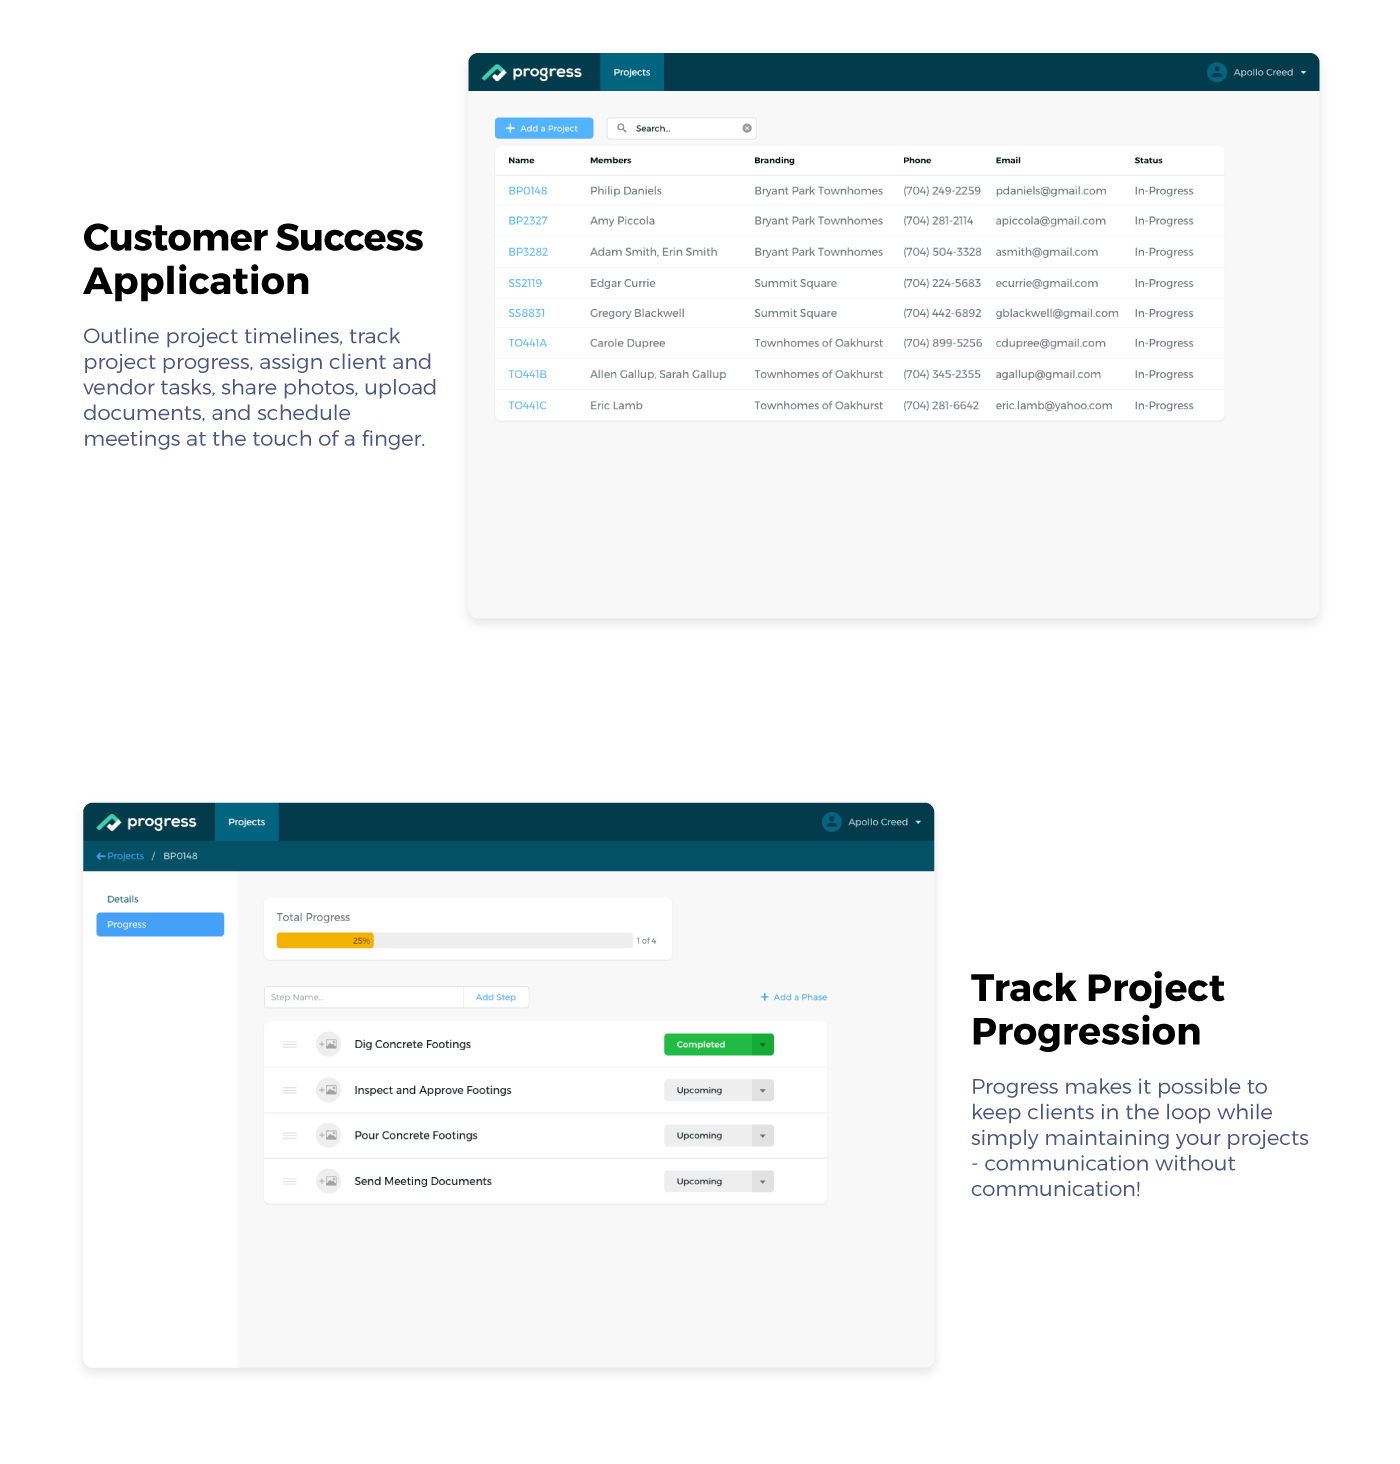 progress
Projects
Apollo Creed
Add a Project
Search..
Name Members Branding Phone Email Status
BP0148 Philip Daniels Bryant Park Townhomes (704) 249-2259 pdaniels@gmail.com In-Progress
BP2327 Amy Piccola Bryant Park Townhomes (704) 281-2114 apiccola@gmail.com In-Progress
BP3282 Adam Smith, Erin Smith Bryant Park Townhomes (704) 504-3328 asmith@gmail.com In-Progress
SS2119 Edgar Currie Summit Square (704) 224-5683 ecurrie@gmail.com In-Progress
SS8831 Gregory Blackwell Summit Square (704) 442-6892 gblackwell@gmail.com In-Progress
TO441A Carole Dupree Townhomes of Oakhurst (704) 899-5256 cdupree@gmail.com In-Progress
TO441B Allen Gallup, Sarah Gallup Townhomes of Oakhurst (704) 345-2355 agallup@gmail.com In-Progress
TO441C Eric Lamb Townhomes of Oakhurst (704) 281-6642 eric.lamb@yahoo.com In-Progress
Customer Success
Application
Outline project timelines, track
project progress, assign client and
vendor tasks, share photos, upload
documents, and schedule
meetings at the touch of a finger.
progress
Projects
Apollo Creed
Projects / BP0148
Details
Progress
Total Progress
25%
1 of 4
Step Name...
Add Step
Add a Phase
Dig Concrete Footings Completed
Inspect and Approve Footings Upcoming
Pour Concrete Footings Upcoming
Send Meeting Documents Upcoming
Track Project
Progression
Progress makes it possible to
keep clients in the loop while
simply maintaining your projects
- communication without
communication!